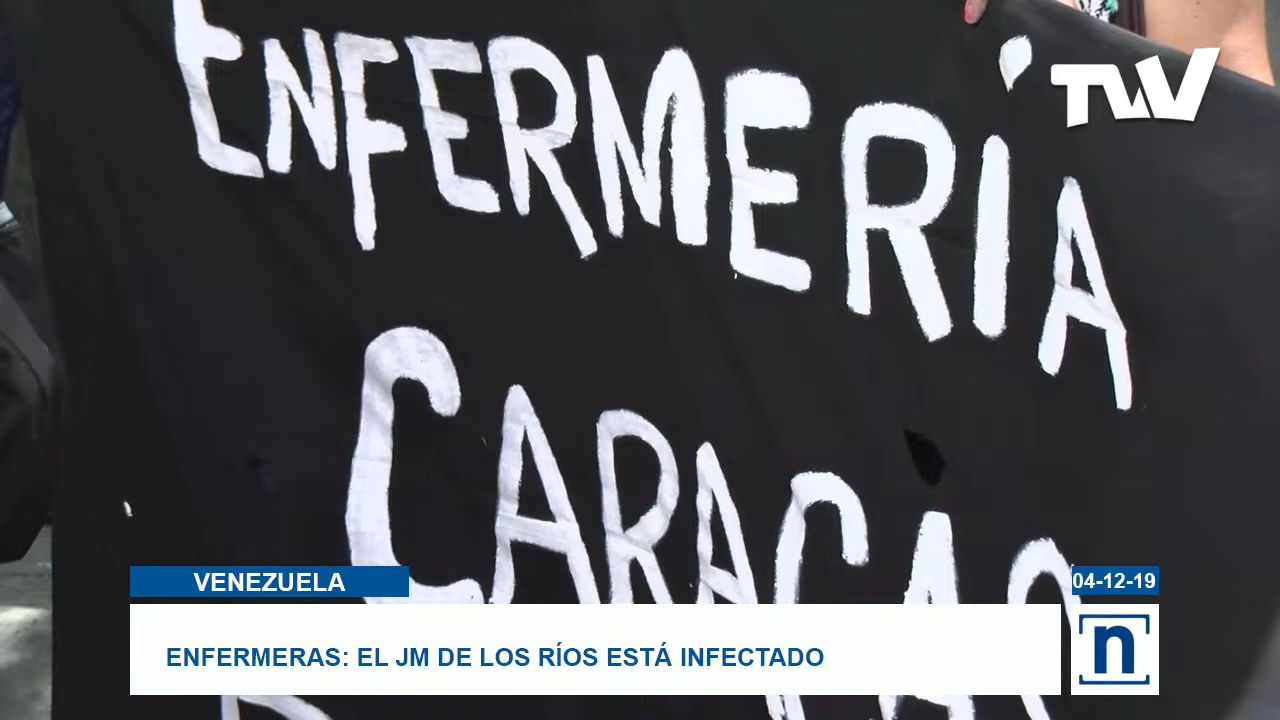 ENFERMERÍA
TVV
CARACAS
VENEZUELA
04-12-19
ENFERMERAS: EL JM DE LOS RÍOS ESTÁ INFECTADO
n